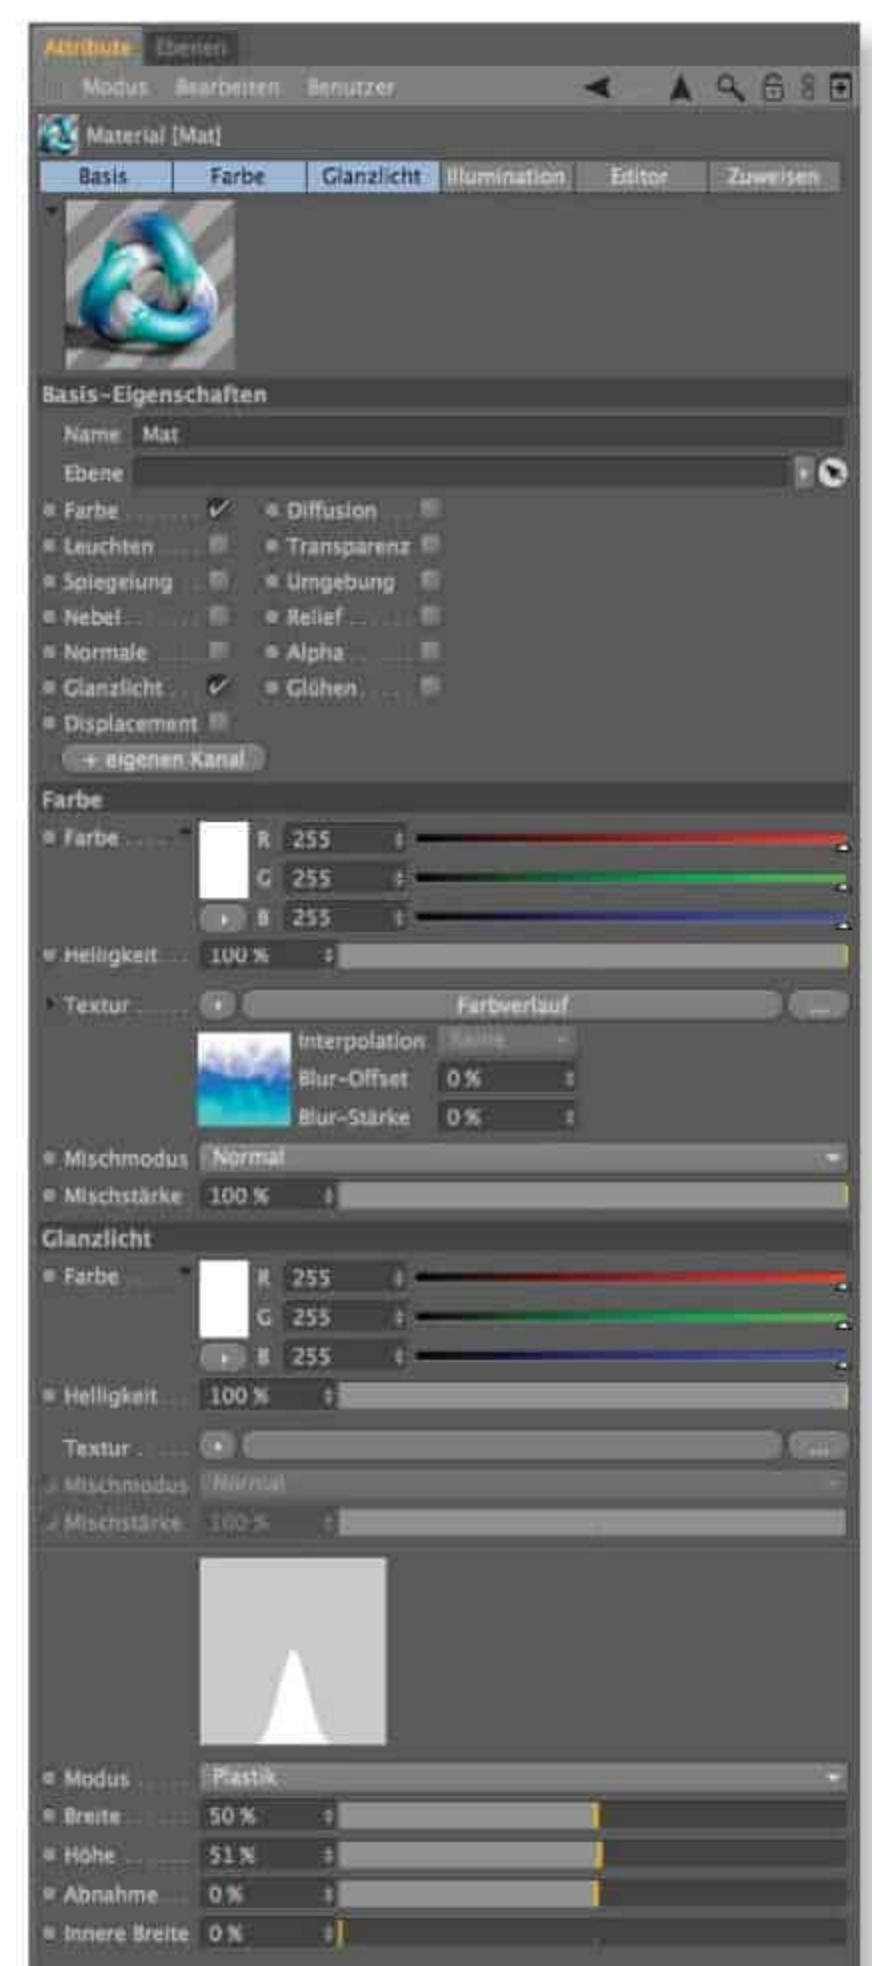 Attribute Ebenen
Modus Bearbeiten Benutzer
Material [Mat]
Basis Farbe Glanzlicht Illumination Editor Zuweisen
Basis-Eigenschaften
Name Mat
Ebene
Farbe ✓ Diffusion
Leuchten Transparenz
Spiegelung Umgebung
Nebel Relief
Normale Alpha
Glanzlicht ✓ Glühen
Displacement
+ eigenen Kanal
Farbe
Farbe R 255
G 255
B 255
Helligkeit 100 %
Textur Farbverlauf ...
Interpolation Keine
Blur-Offset 0 %
Blur-Stärke 0 %
Mischmodus Normal
Mischstärke 100 %
Glanzlicht
Farbe R 255
G 255
B 255
Helligkeit 100 %
Textur ...
Mischmodus Normal
Mischstärke 100 %
Modus Plastik
Breite 50 %
Höhe 51 %
Abnahme 0 %
Innere Breite 0 %